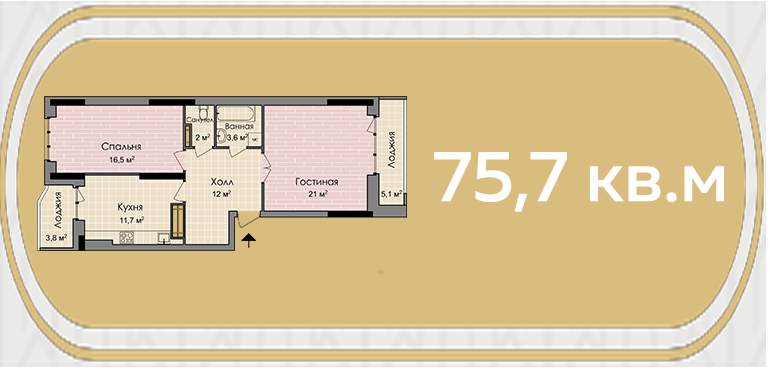 Санузел
2 м²
Ванная
3,6 м²
Спальня
16,5 м²
Лоджия
5,1 м²
Гостиная
21 м²
Холл
12 м²
Кухня
11,7 м²
Лоджия
3,8 м²
75,7 кв.м